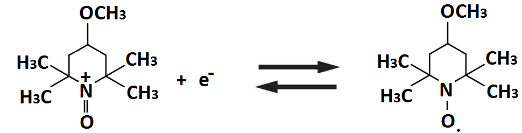 OCH₃
OCH₃
H₃C CH₃
H₃C CH₃
N⁺
O
+ e⁻
H₃C CH₃
H₃C CH₃
N
O.